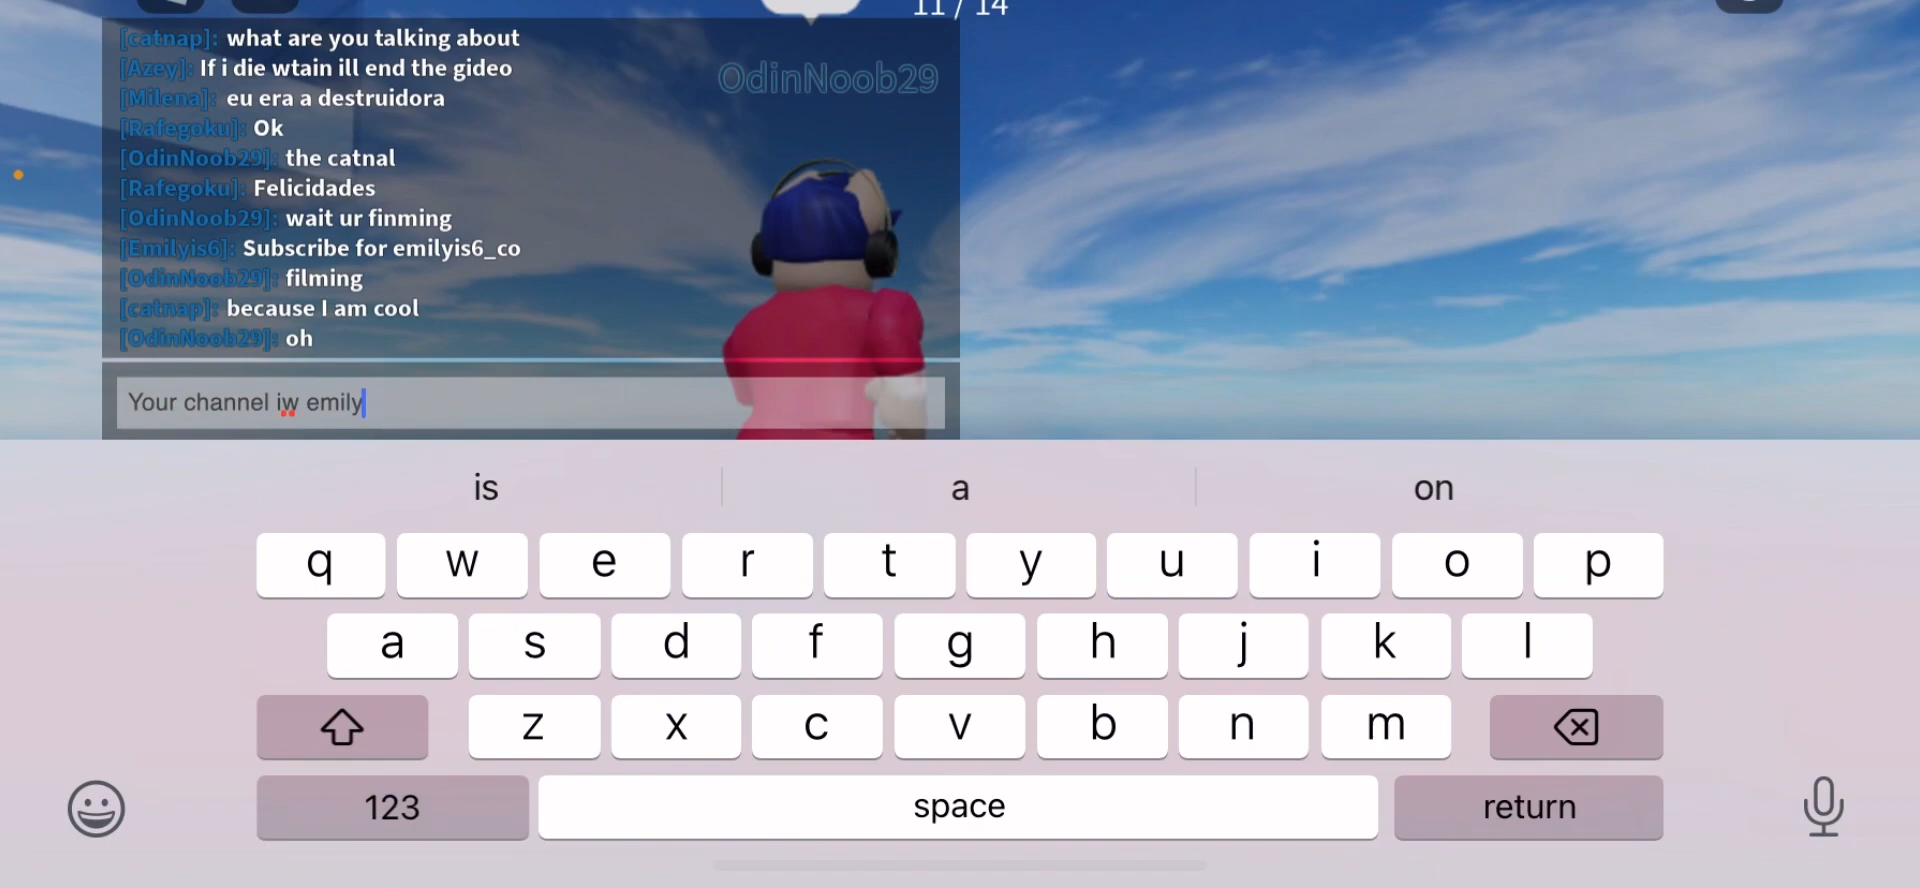 11 / 14
[catnap]: what are you talking about
[Azey]: If i die wtain ill end the gideo
[Milena]: eu era a destruidora
[Rafegoku]: Ok
[OdinNoob29]: the catnal
[Rafegoku]: Felicidades
[OdinNoob29]: wait ur finming
[Emilyis6]: Subscribe for emilyis6_co
[OdinNoob29]: filming
[catnap]: because I am cool
[OdinNoob29]: oh
OdinNoob29
Your channel iw emily
is a on
q w e r t y u i o p
a s d f g h j k l
z x c v b n m
123 space return